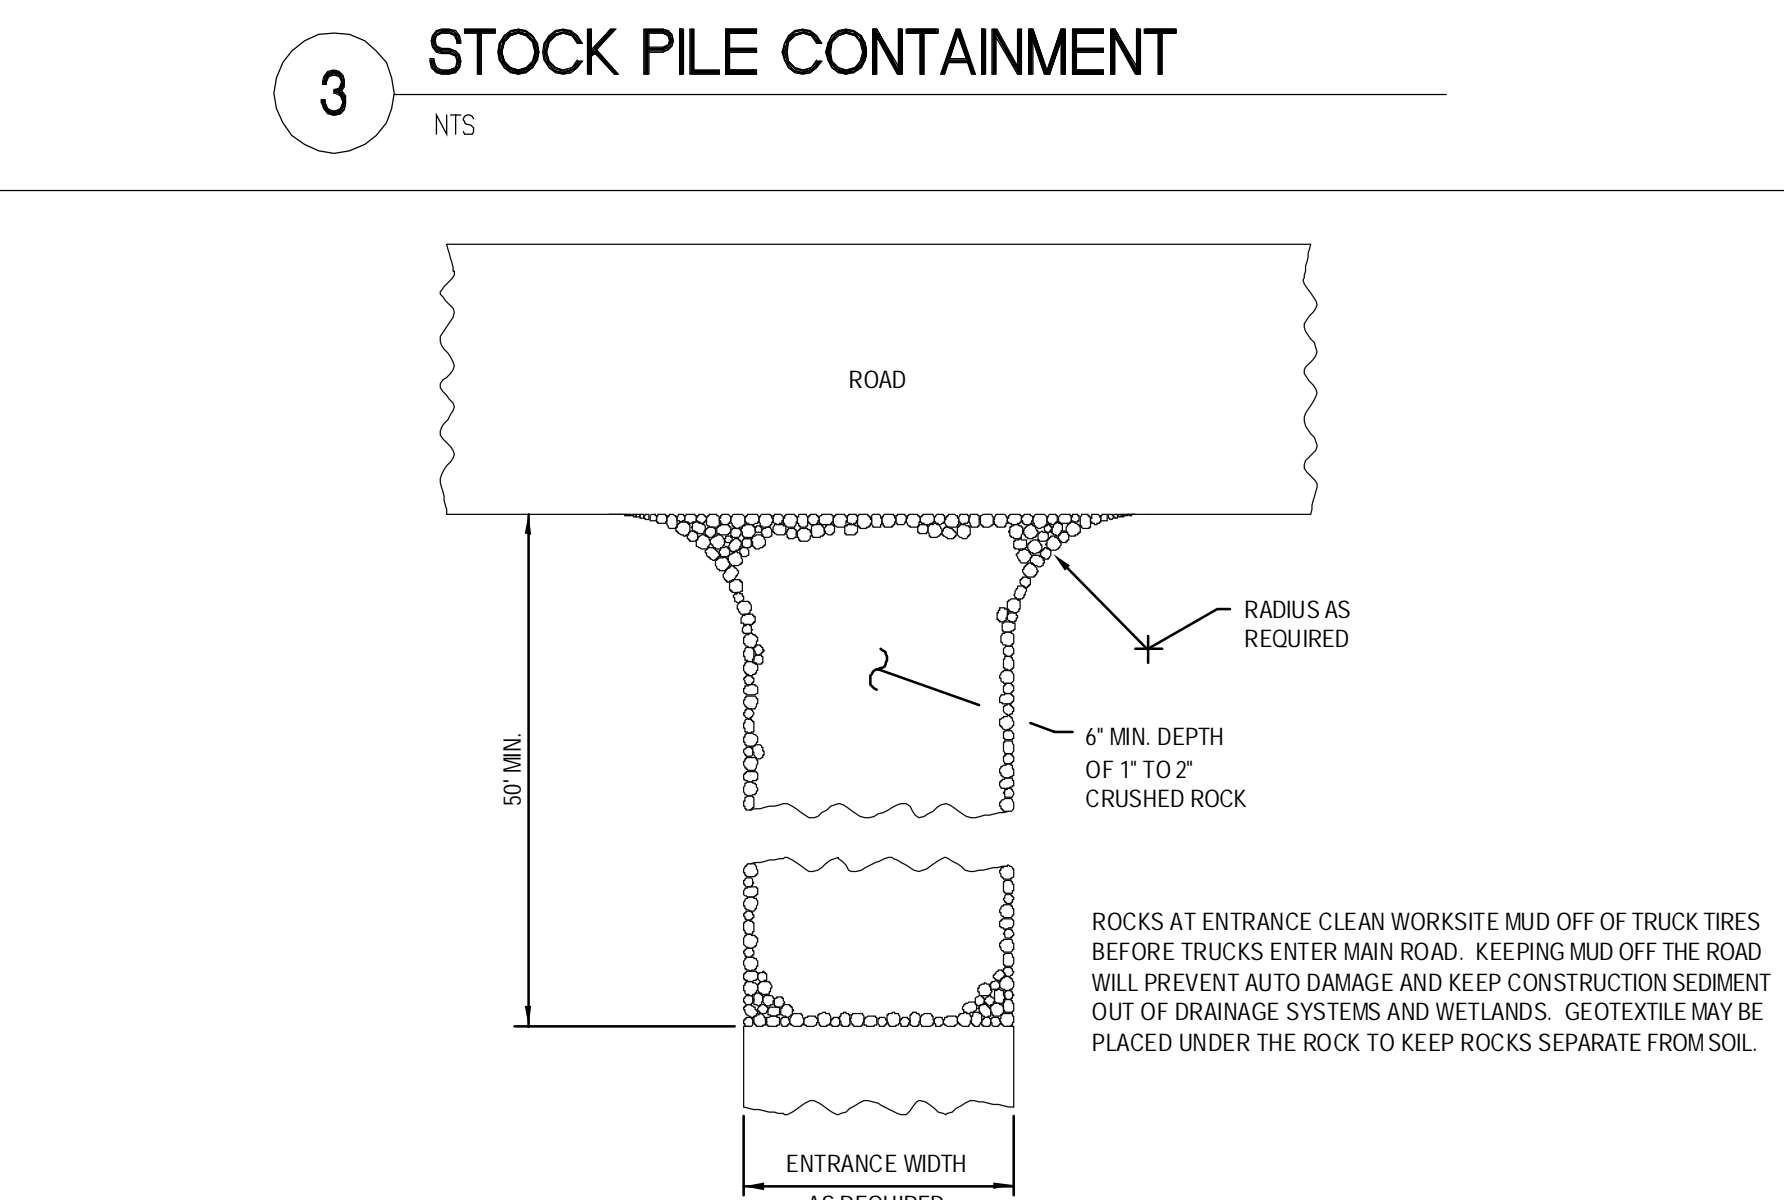 3
STOCK PILE CONTAINMENT
NTS
ROAD
RADIUS AS
REQUIRED
50' MIN.
6" MIN. DEPTH
OF 1" TO 2"
CRUSHED ROCK
ROCKS AT ENTRANCE CLEAN WORKSITE MUD OFF OF TRUCK TIRES
BEFORE TRUCKS ENTER MAIN ROAD. KEEPING MUD OFF THE ROAD
WILL PREVENT AUTO DAMAGE AND KEEP CONSTRUCTION SEDIMENT
OUT OF DRAINAGE SYSTEMS AND WETLANDS. GEOTEXTILE MAY BE
PLACED UNDER THE ROCK TO KEEP ROCKS SEPARATE FROM SOIL.
ENTRANCE WIDTH
AS REQUIRED